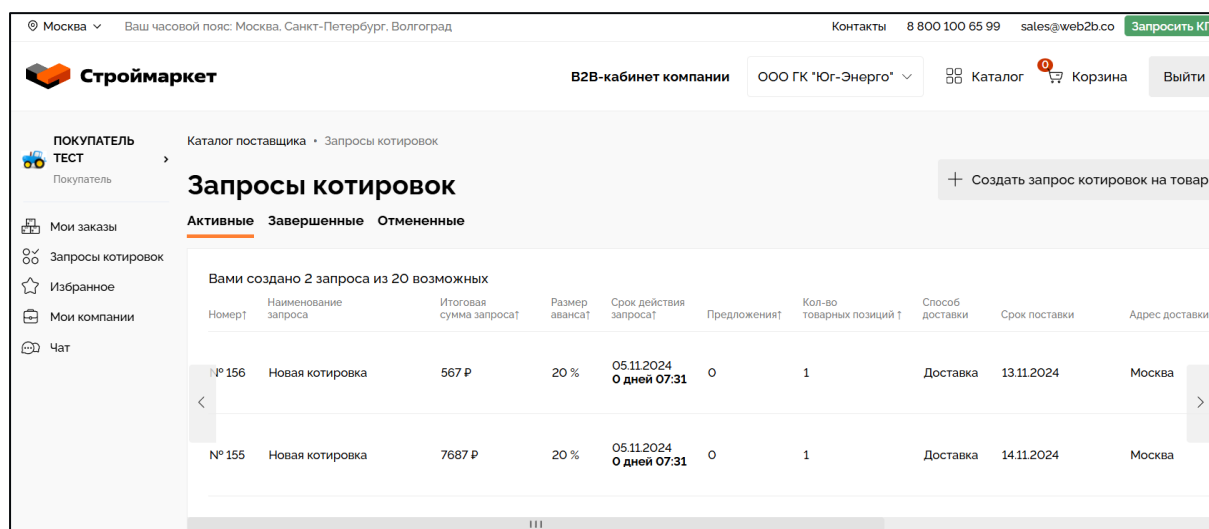 Москва Ваш часовой пояс: Москва, Санкт-Петербург, Волгоград Контакты 8 800 100 65 99 sales@web2b.co Запросить КП
Строймаркет B2B-кабинет компании ООО ГК "Юг-Энерго" Каталог 0 Корзина Выйти
ПОКУПАТЕЛЬ ТЕСТ
Покупатель
Мои заказы
Запросы котировок
Избранное
Мои компании
Чат
Каталог поставщика • Запросы котировок
Запросы котировок
+ Создать запрос котировок на товар
Активные Завершенные Отмененные
Вами создано 2 запроса из 20 возможных
Номер↑ Наименование запроса Итоговая сумма запроса↑ Размер аванса↑ Срок действия запроса↑ Предложения↑ Кол-во товарных позиций ↑ Способ доставки Срок поставки Адрес доставки
№ 156 Новая котировка 567 ₽ 20 % 05.11.2024 0 дней 07:31 0 1 Доставка 13.11.2024 Москва
№ 155 Новая котировка 7687 ₽ 20 % 05.11.2024 0 дней 07:31 0 1 Доставка 14.11.2024 Москва